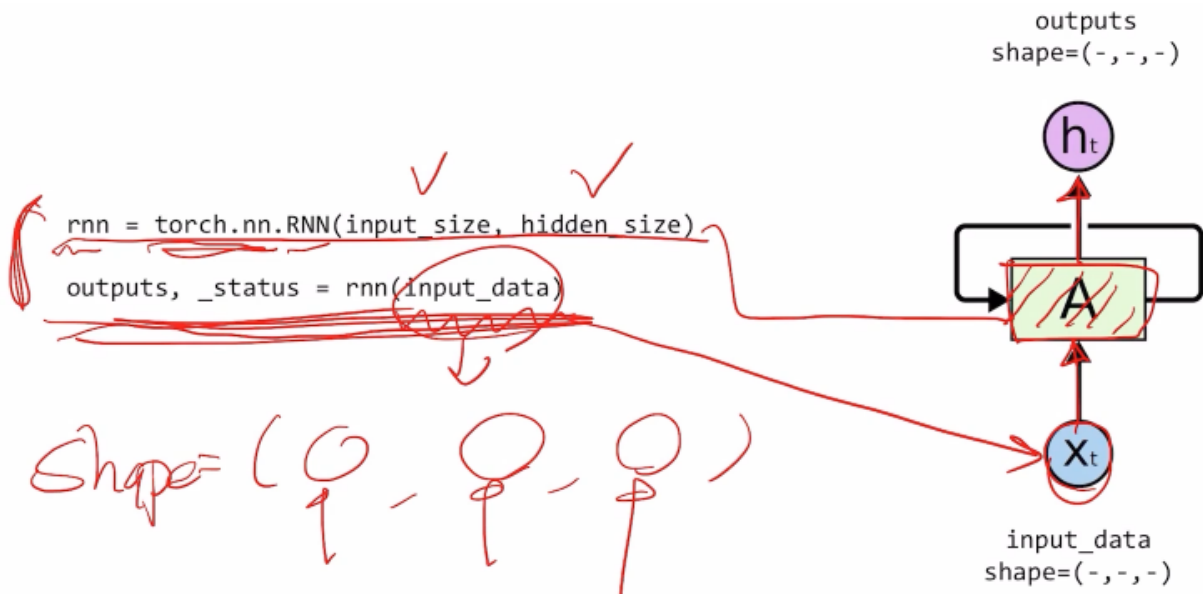 outputs
shape=(-,-,-)
h t
rnn = torch.nn.RNN(input_size, hidden_size)
outputs, _status = rnn(input_data)
A
Shape= ( , , )
x t
input_data
shape=(-,-,-)